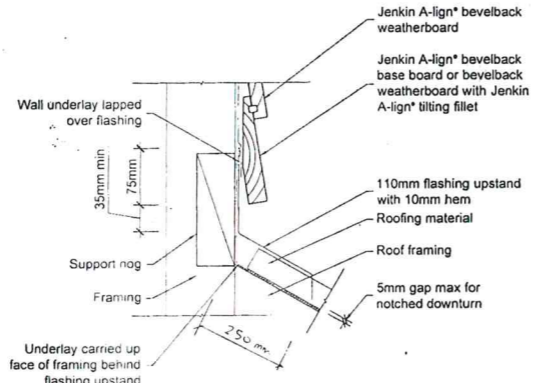 Jenkin A-lign* bevelback
weatherboard
Jenkin A-lign* bevelback
base board or bevelback
weatherboard with Jenkin
A-lign* tilting fillet
Wall underlay lapped
over flashing
35mm min
75mm
110mm flashing upstand
with 10mm hem
Roofing material
Roof framing
Support nog
Framing
5mm gap max for
notched downturn
250 mm
Underlay carried up
face of framing behind
flashing upstand